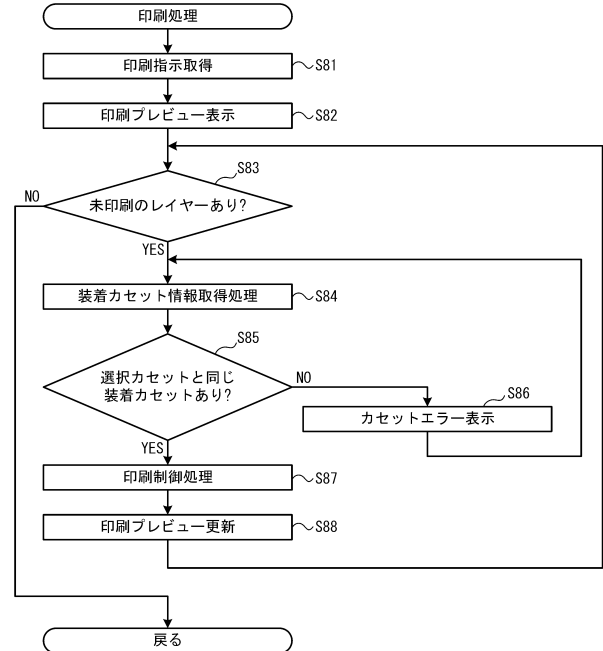 印刷処理
印刷指示取得
S81
印刷プレビュー表示
S82
S83
未印刷のレイヤーあり?
NO
YES
装着カセット情報取得処理
S84
S85
選択カセットと同じ
装着カセットあり?
NO
S86
カセットエラー表示
YES
印刷制御処理
S87
印刷プレビュー更新
S88
戻る